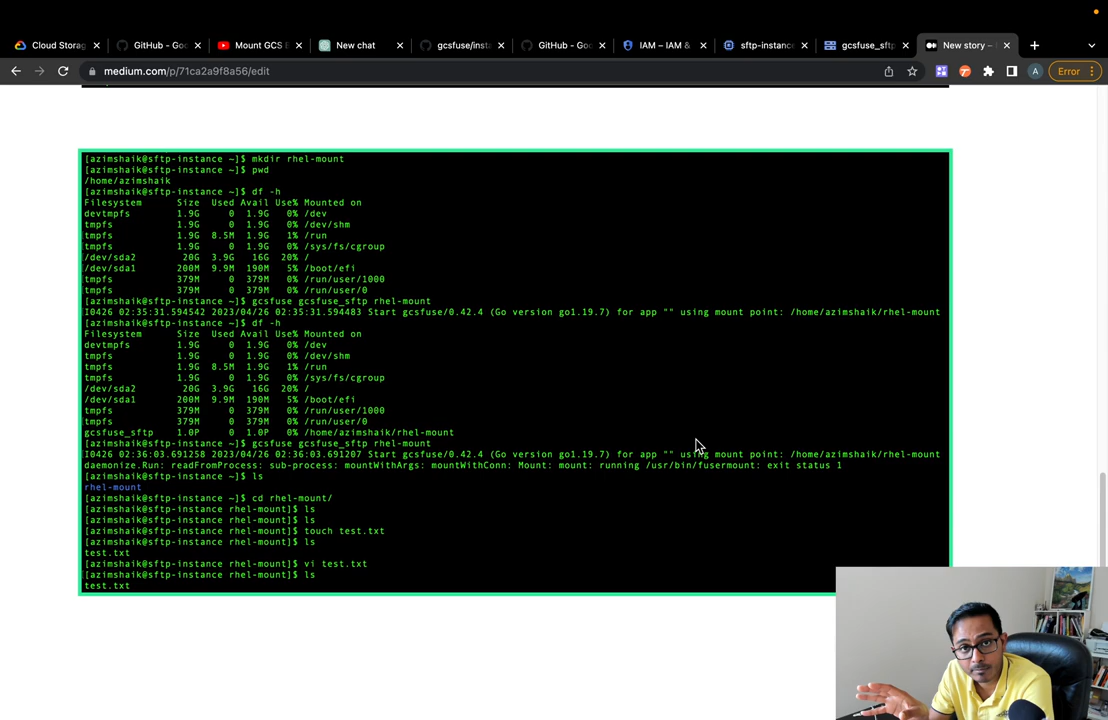 Cloud Storag
GitHub - Goo
Mount GCS B
New chat
gcsfuse/insta
GitHub - Goo
IAM – IAM &
sftp-instanc
gcsfuse_sftp
New story –
medium.com/p/71ca2a9f8a56/edit
A
Error
[azimshaik@sftp-instance ~]$ mkdir rhel-mount
[azimshaik@sftp-instance ~]$ pwd
/home/azimshaik
[azimshaik@sftp-instance ~]$ df -h
Filesystem Size Used Avail Use% Mounted on
devtmpfs 1.9G 0 1.9G 0% /dev
tmpfs 1.9G 0 1.9G 0% /dev/shm
tmpfs 1.9G 8.5M 1.9G 1% /run
tmpfs 1.9G 0 1.9G 0% /sys/fs/cgroup
/dev/sda2 20G 3.9G 16G 20% /
/dev/sda1 200M 9.9M 190M 5% /boot/efi
tmpfs 379M 0 379M 0% /run/user/1000
tmpfs 379M 0 379M 0% /run/user/0
[azimshaik@sftp-instance ~]$ gcsfuse gcsfuse_sftp rhel-mount
I0426 02:35:31.594542 2023/04/26 02:35:31.594483 Start gcsfuse/0.42.4 (Go version go1.19.7) for app "" using mount point: /home/azimshaik/rhel-mount
[azimshaik@sftp-instance ~]$ df -h
Filesystem Size Used Avail Use% Mounted on
devtmpfs 1.9G 0 1.9G 0% /dev
tmpfs 1.9G 0 1.9G 0% /dev/shm
tmpfs 1.9G 8.5M 1.9G 1% /run
tmpfs 1.9G 0 1.9G 0% /sys/fs/cgroup
/dev/sda2 20G 3.9G 16G 20% /
/dev/sda1 200M 9.9M 190M 5% /boot/efi
tmpfs 379M 0 379M 0% /run/user/1000
tmpfs 379M 0 379M 0% /run/user/0
gcsfuse_sftp 1.0P 0 1.0P 0% /home/azimshaik/rhel-mount
[azimshaik@sftp-instance ~]$ gcsfuse gcsfuse_sftp rhel-mount
I0426 02:36:03.691258 2023/04/26 02:36:03.691207 Start gcsfuse/0.42.4 (Go version go1.19.7) for app "" using mount point: /home/azimshaik/rhel-mount
daemonize.Run: readFromProcess: sub-process: mountWithArgs: mountWithConn: Mount: mount: running /usr/bin/fusermount: exit status 1
[azimshaik@sftp-instance ~]$ ls
rhel-mount
[azimshaik@sftp-instance ~]$ cd rhel-mount/
[azimshaik@sftp-instance rhel-mount]$ ls
[azimshaik@sftp-instance rhel-mount]$ ls
[azimshaik@sftp-instance rhel-mount]$ touch test.txt
[azimshaik@sftp-instance rhel-mount]$ ls
test.txt
[azimshaik@sftp-instance rhel-mount]$ vi test.txt
[azimshaik@sftp-instance rhel-mount]$ ls
test.txt